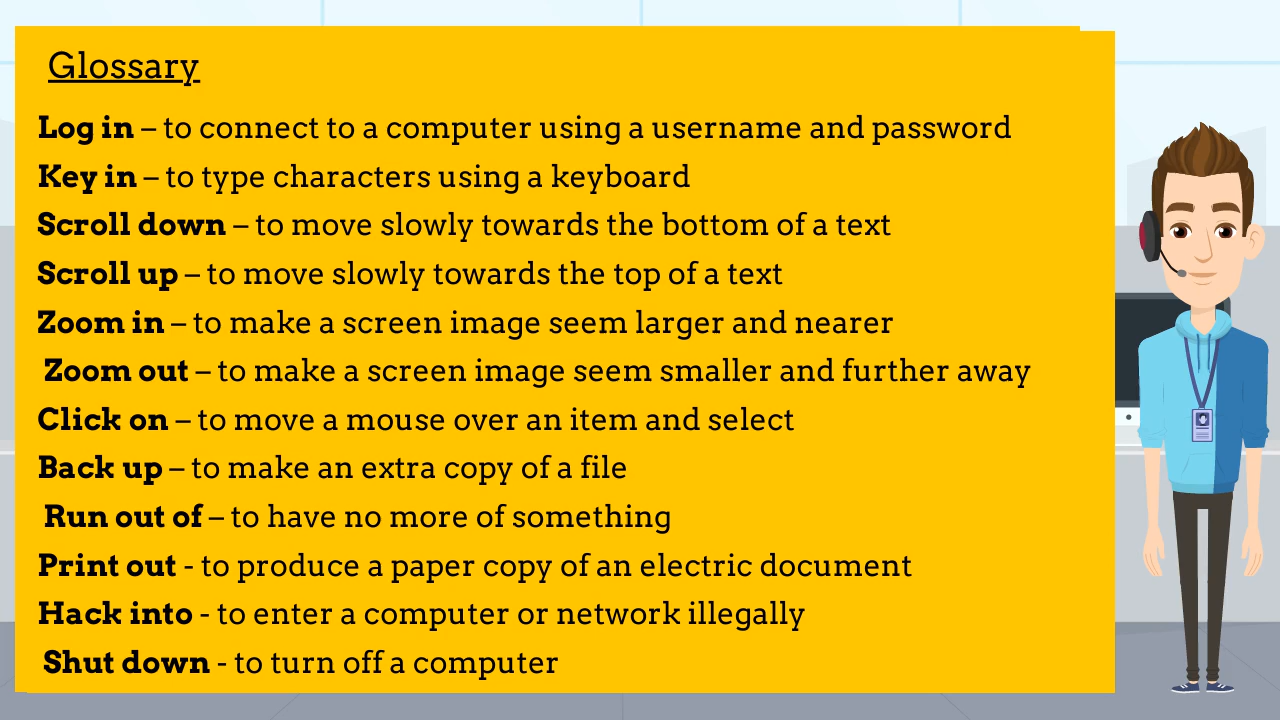 Glossary
Log in – to connect to a computer using a username and password
Key in – to type characters using a keyboard
Scroll down – to move slowly towards the bottom of a text
Scroll up – to move slowly towards the top of a text
Zoom in – to make a screen image seem larger and nearer
Zoom out – to make a screen image seem smaller and further away
Click on – to move a mouse over an item and select
Back up – to make an extra copy of a file
Run out of – to have no more of something
Print out - to produce a paper copy of an electric document
Hack into - to enter a computer or network illegally
Shut down - to turn off a computer